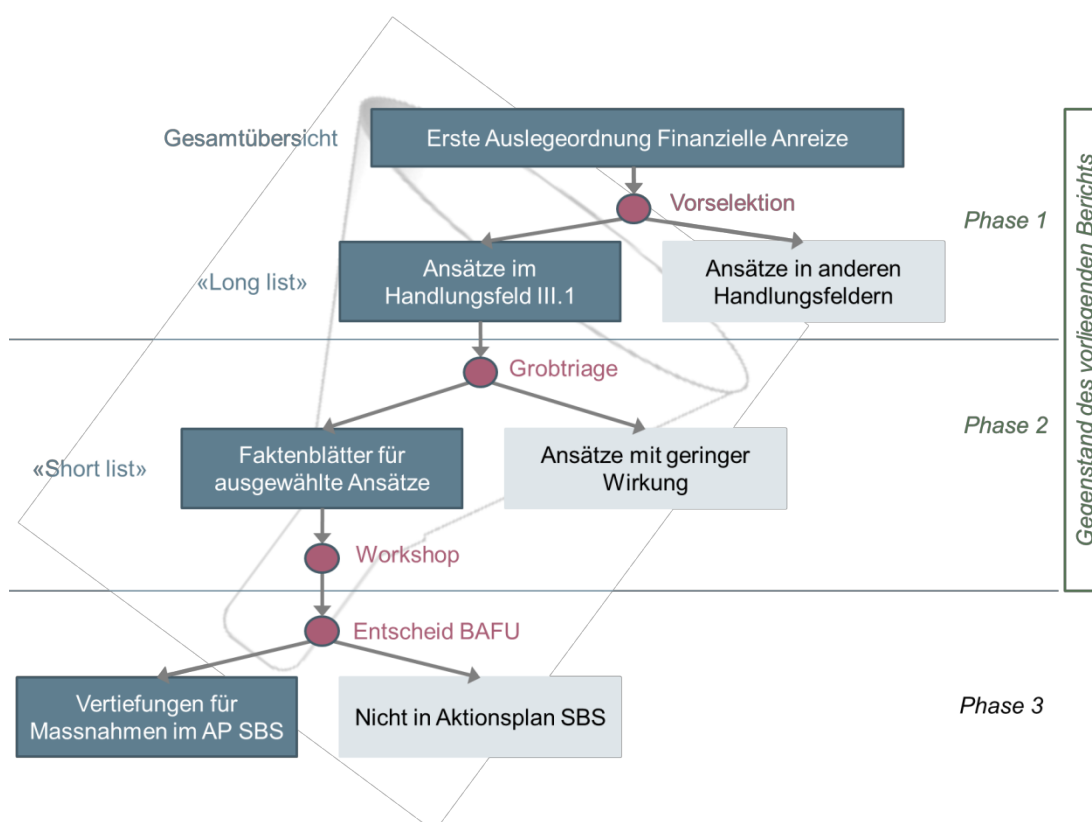 Gesamtübersicht
Erste Auslegeordnung Finanzielle Anreize
Vorselektion
Phase 1
«Long list»
Ansätze im
Handlungsfeld III.1
Ansätze in anderen
Handlungsfeldern
Grobtriage
Phase 2
«Short list»
Faktenblätter für
ausgewählte Ansätze
Ansätze mit geringer
Wirkung
Workshop
Gegenstand des vorliegenden Berichts
Entscheid BAFU
Vertiefungen für
Massnahmen im AP SBS
Nicht in Aktionsplan SBS
Phase 3